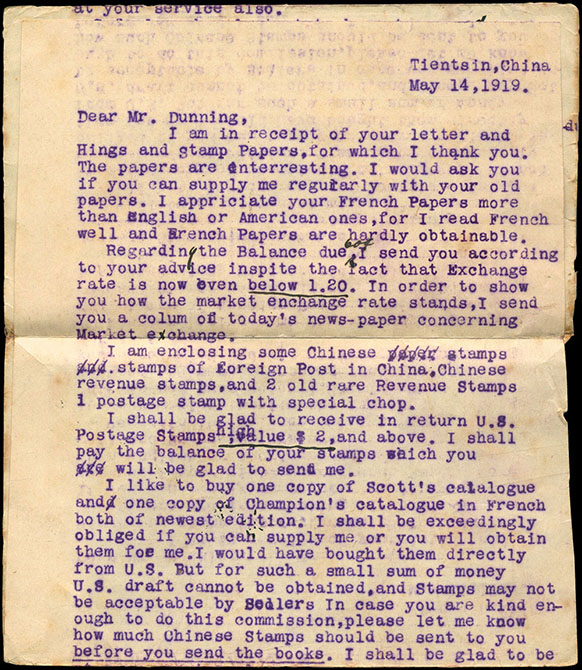 at your service also.
Tientsin,China
May 14,1919.
Dear Mr. Dunning,
I am in receipt of your letter and
Hings and stamp Papers,for which I thank you.
The papers are interresting. I would ask you
if you can supply me regularly with your old
papers. I appriciate your French Papers more
than English or American ones,for I read French
well and French Papers are hardly obtainable.
Regarding the Balance due, I send you according
to your advice inspite the fact that Exchange
rate is now even below 1.20. In order to show
you how the market enchange rate stands,I send
you a colum of today's news-paper concerning
Market exchange.
I am enclosing some Chinese stamps
stamps of Foreign Post in China,Chinese
revenue stamps,and 2 old rare Revenue Stamps
1 postage stamp with special chop.
I shall be glad to receive in return U.S.
Postage Stamps high value $ 2,and above. I shall
pay the balance of your stamps which you
will be glad to send me.
I like to buy one copy of Scott's catalogue
and one copy of Champion's catalogue in French
both of newest edition. I shall be exceedingly
obliged if you can supply me or you will obtain
them for me.I would have bought them directly
from U.S. But for such a small sum of money
U.S. draft cannot be obtained,and Stamps may not
be acceptable by Sellers In case you are kind en-
ough to do this commission,please let me know
how much Chinese Stamps should be sent to you
before you send the books. I shall be glad to be